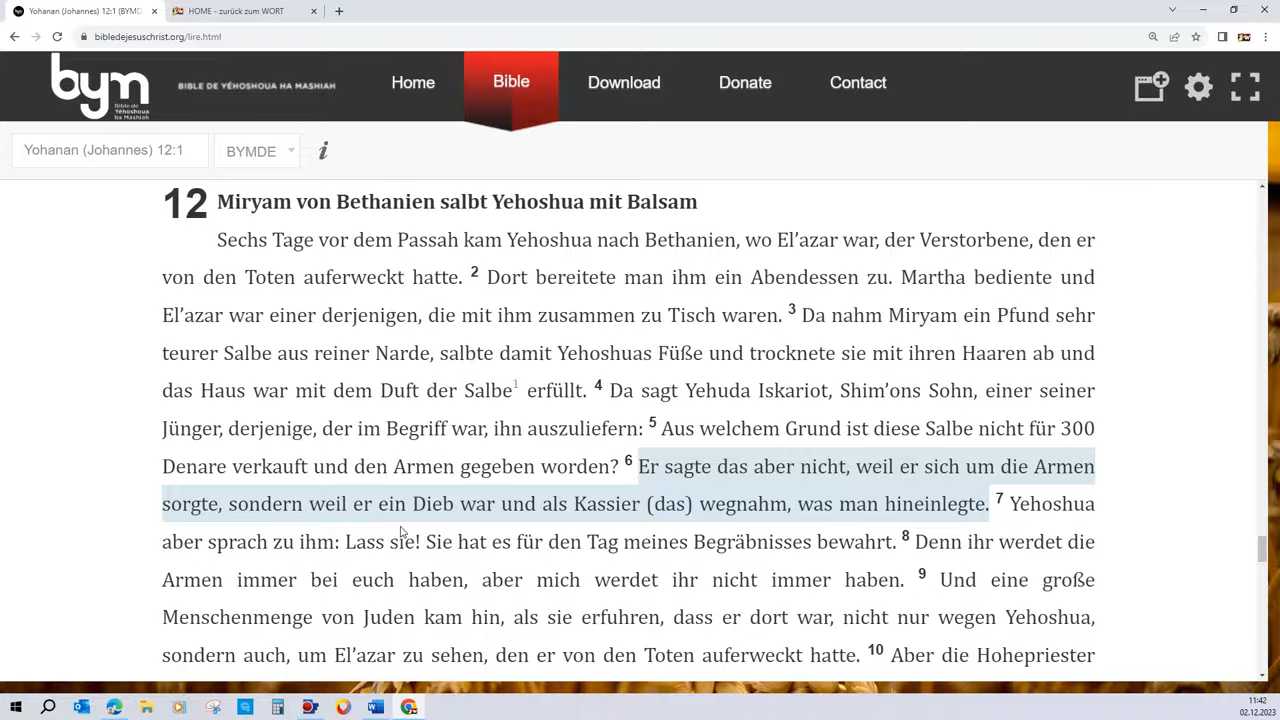 Yohanan (Johannes) 12:1 (BYMD
HOME - zurück zum WORT
bibledejesuschrist.org/lire.html
bym
Bible de
Yéhoshoua
ha Mashiah
BIBLE DE YÉHOSHOUA HA MASHIAH
Home
Bible
Download
Donate
Contact
Yohanan (Johannes) 12:1
BYMDE
i
12 Miryam von Bethanien salbt Yehoshua mit Balsam
Sechs Tage vor dem Passah kam Yehoshua nach Bethanien, wo El’azar war, der Verstorbene, den er
von den Toten auferweckt hatte. 2 Dort bereitete man ihm ein Abendessen zu. Martha bediente und
El’azar war einer derjenigen, die mit ihm zusammen zu Tisch waren. 3 Da nahm Miryam ein Pfund sehr
teurer Salbe aus reiner Narde, salbte damit Yehoshuas Füße und trocknete sie mit ihren Haaren ab und
das Haus war mit dem Duft der Salbe1 erfüllt. 4 Da sagt Yehuda Iskariot, Shim’ons Sohn, einer seiner
Jünger, derjenige, der im Begriff war, ihn auszuliefern: 5 Aus welchem Grund ist diese Salbe nicht für 300
Denare verkauft und den Armen gegeben worden? 6 Er sagte das aber nicht, weil er sich um die Armen
sorgte, sondern weil er ein Dieb war und als Kassier (das) wegnahm, was man hineinlegte. 7 Yehoshua
aber sprach zu ihm: Lass sie! Sie hat es für den Tag meines Begräbnisses bewahrt. 8 Denn ihr werdet die
Armen immer bei euch haben, aber mich werdet ihr nicht immer haben. 9 Und eine große
Menschenmenge von Juden kam hin, als sie erfuhren, dass er dort war, nicht nur wegen Yehoshua,
sondern auch, um El’azar zu sehen, den er von den Toten auferweckt hatte. 10 Aber die Hohepriester
11:42
02.12.2023